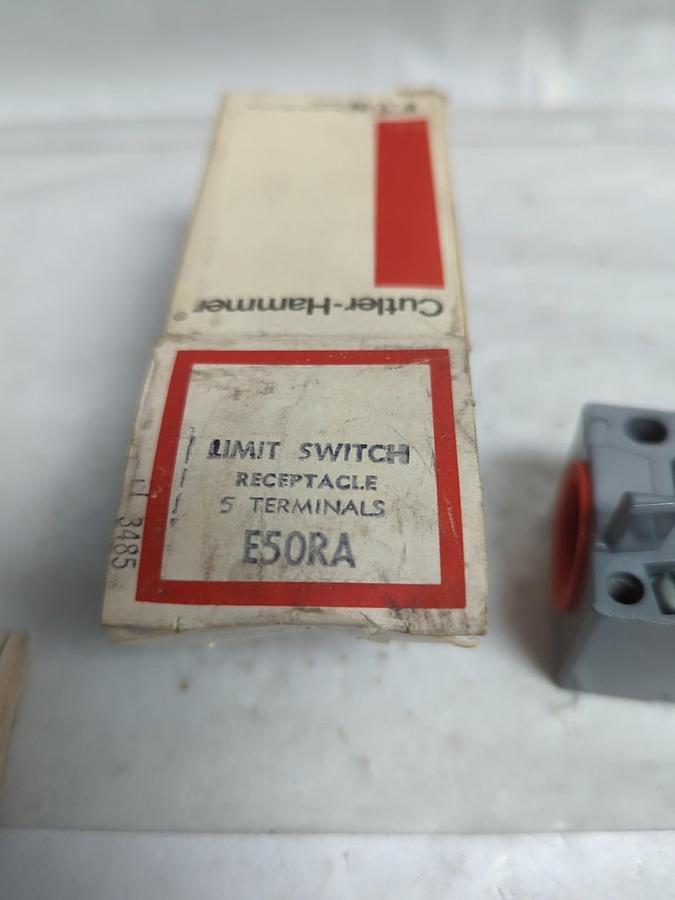 Cutler-Hammer
LIMIT SWITCH
RECEPTACLE
5 TERMINALS
E50RA
3485